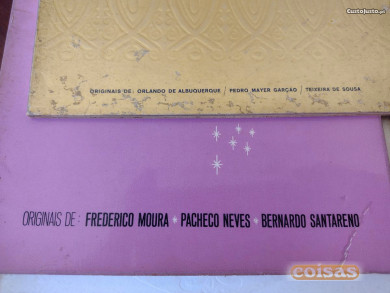 CustoJusto.pt
ORIGINAIS DE: ORLANDO DE ALBUQUERQUE / PEDRO MAYER GARÇÃO / TEIXEIRA DE SOUSA
ORIGINAIS DE: FREDERICO MOURA * PACHECO NEVES * BERNARDO SANTARENO
coisas